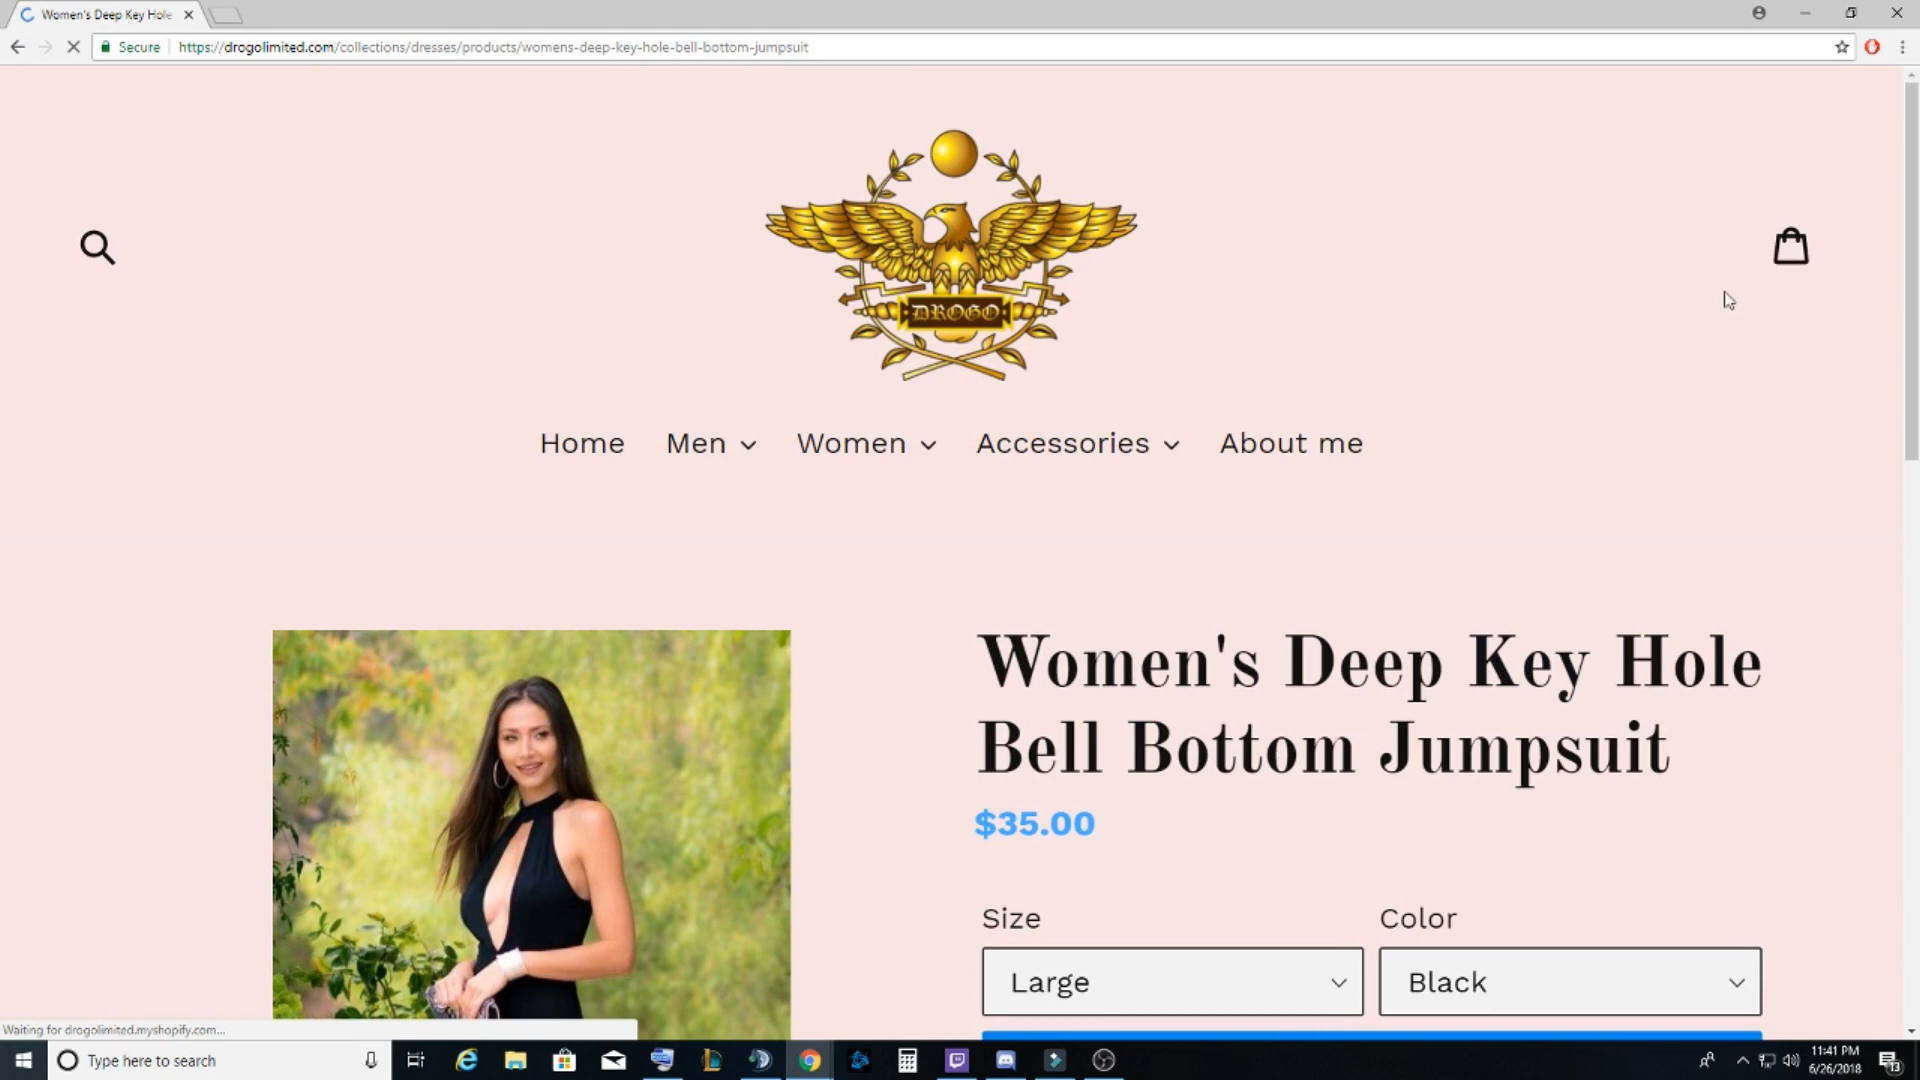 Women's Deep Key Hole
Secure
https://drogolimited.com/collections/dresses/products/womens-deep-key-hole-bell-bottom-jumpsuit
DROGO
Home Men Women Accessories About me
Women's Deep Key Hole
Bell Bottom Jumpsuit
$35.00
Size Color
Large Black
Waiting for drogolimited.myshopify.com...
Type here to search
11:41 PM
6/26/2018
13